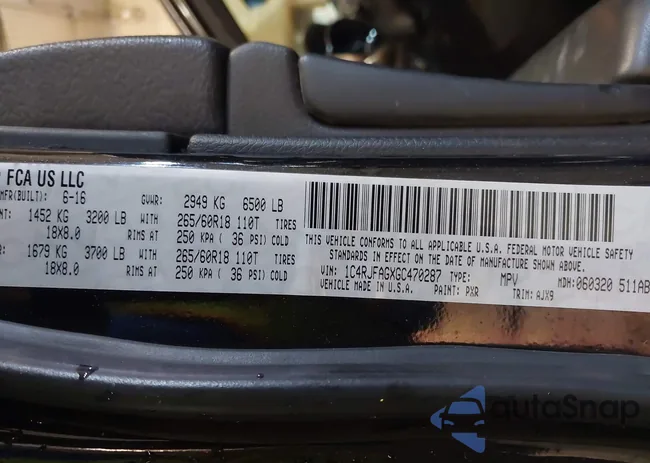 FCA US LLC
MFR(BUILT): 6-16 GVWR: 2949 KG 6500 LB
1452 KG 3200 LB WITH 265/60R18 110T TIRES
18X8.0 RIMS AT 250 KPA ( 36 PSI) COLD
1679 KG 3700 LB WITH 265/60R18 110T TIRES
18X8.0 RIMS AT 250 KPA ( 36 PSI) COLD
THIS VEHICLE CONFORMS TO ALL APPLICABLE U.S.A. FEDERAL MOTOR VEHICLE SAFETY
STANDARDS IN EFFECT ON THE DATE OF MANUFACTURE SHOWN ABOVE.
VIN: 1C4RJFAGXGC470287 TYPE: MPV MDH: 060320 511AB
VEHICLE MADE IN U.S.A. PAINT: PXR TRIM: AJX9
autoSnap